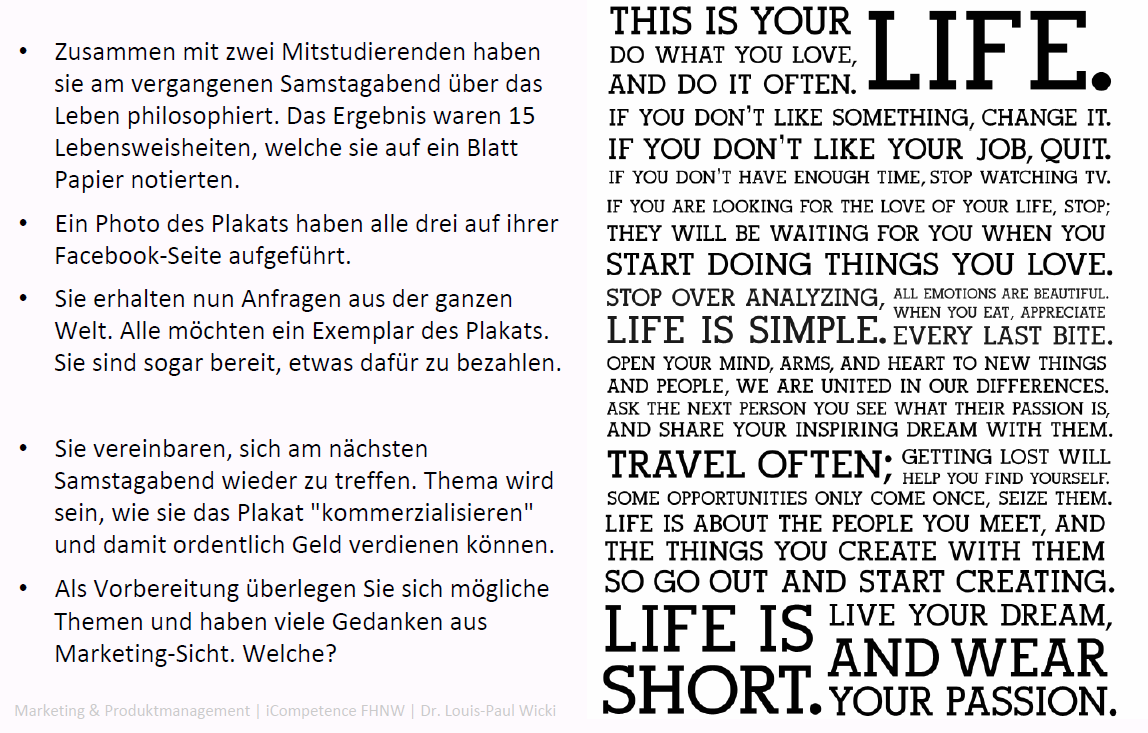 • Zusammen mit zwei Mitstudierenden haben
sie am vergangenen Samstagabend über das
Leben philosophiert. Das Ergebnis waren 15
Lebensweisheiten, welche sie auf ein Blatt
Papier notierten.
• Ein Photo des Plakats haben alle drei auf ihrer
Facebook-Seite aufgeführt.
• Sie erhalten nun Anfragen aus der ganzen
Welt. Alle möchten ein Exemplar des Plakats.
Sie sind sogar bereit, etwas dafür zu bezahlen.
• Sie vereinbaren, sich am nächsten
Samstagabend wieder zu treffen. Thema wird
sein, wie sie das Plakat "kommerzialisieren"
und damit ordentlich Geld verdienen können.
• Als Vorbereitung überlegen Sie sich mögliche
Themen und haben viele Gedanken aus
Marketing-Sicht. Welche?
Marketing & Produktmanagement | iCompetence FHNW | Dr. Louis-Paul Wicki
THIS IS YOUR
LIFE.
DO WHAT YOU LOVE,
AND DO IT OFTEN.
IF YOU DON'T LIKE SOMETHING, CHANGE IT.
IF YOU DON'T LIKE YOUR JOB, QUIT.
IF YOU DON'T HAVE ENOUGH TIME, STOP WATCHING TV.
IF YOU ARE LOOKING FOR THE LOVE OF YOUR LIFE, STOP;
THEY WILL BE WAITING FOR YOU WHEN YOU
START DOING THINGS YOU LOVE.
STOP OVER ANALYZING,
LIFE IS SIMPLE.
ALL EMOTIONS ARE BEAUTIFUL.
WHEN YOU EAT, APPRECIATE
EVERY LAST BITE.
OPEN YOUR MIND, ARMS, AND HEART TO NEW THINGS
AND PEOPLE, WE ARE UNITED IN OUR DIFFERENCES.
ASK THE NEXT PERSON YOU SEE WHAT THEIR PASSION IS,
AND SHARE YOUR INSPIRING DREAM WITH THEM.
TRAVEL OFTEN;
GETTING LOST WILL
HELP YOU FIND YOURSELF.
SOME OPPORTUNITIES ONLY COME ONCE, SEIZE THEM.
LIFE IS ABOUT THE PEOPLE YOU MEET, AND
THE THINGS YOU CREATE WITH THEM
SO GO OUT AND START CREATING.
LIFE IS
SHORT.
LIVE YOUR DREAM,
AND WEAR
YOUR PASSION.